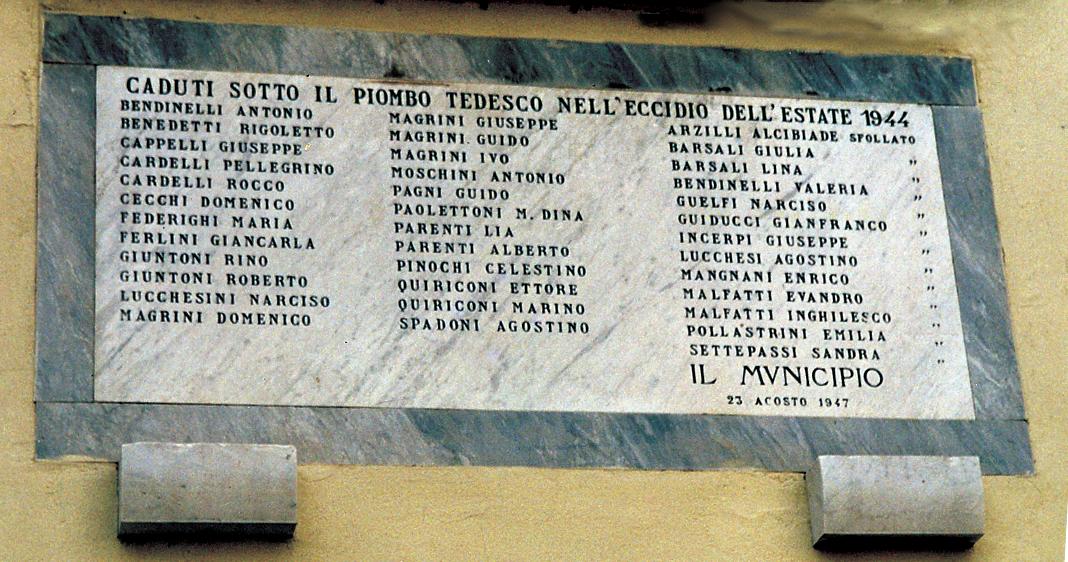 CADUTI SOTTO IL PIOMBO TEDESCO NELL'ECCIDIO DELL'ESTATE 1944
BENDINELLI ANTONIO
BENEDETTI RIGOLETTO
CAPPELLI GIUSEPPE
CARDELLI PELLEGRINO
CARDELLI ROCCO
CECCHI DOMENICO
FEDERIGHI MARIA
FERLINI GIANCARLA
GIUNTONI RINO
GIUNTONI ROBERTO
LUCCHESINI NARCISO
MAGRINI DOMENICO
MAGRINI GIUSEPPE
MAGRINI GUIDO
MAGRINI IVO
MOSCHINI ANTONIO
PAGNI GUIDO
PAOLETTONI M. DINA
PARENTI LIA
PARENTI ALBERTO
PINOCHI CELESTINO
QUIRICONI ETTORE
QUIRICONI MARINO
SPADONI AGOSTINO
ARZILLI ALCIBIADE SFOLLATO
BARSALI GIULIA "
BARSALI LINA "
BENDINELLI VALERIA "
GUELFI NARCISO "
GUIDUCCI GIANFRANCO "
INCERPI GIUSEPPE "
LUCCHESI AGOSTINO "
MANGNANI ENRICO "
MALFATTI EVANDRO "
MALFATTI INGHILESCO "
POLLASTRINI EMILIA "
SETTEPASSI SANDRA "
IL MVNICIPIO
23 AGOSTO 1947